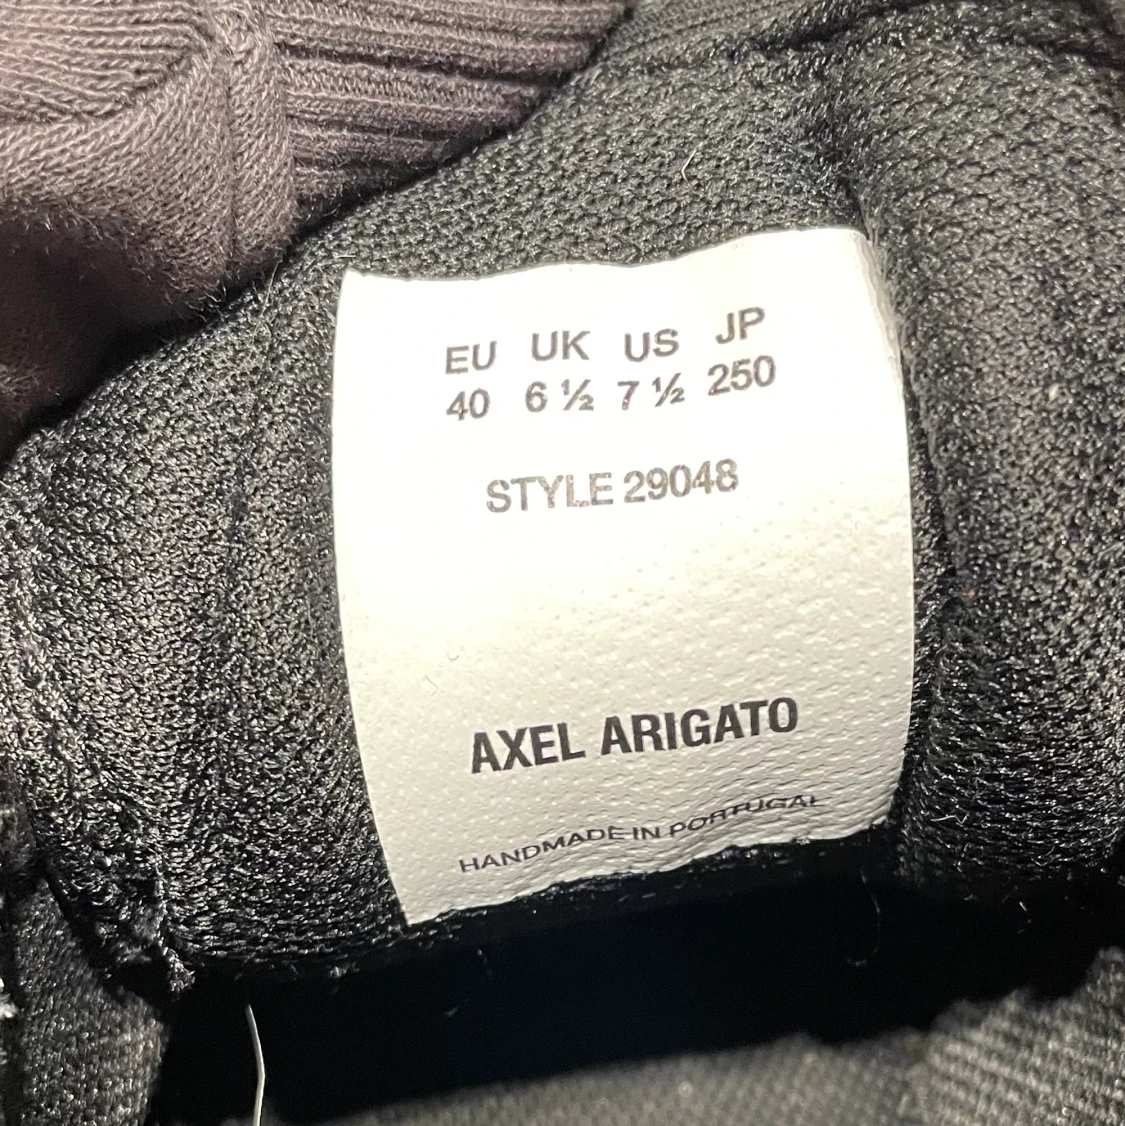 EU UK US JP
40 6 ½ 7 ½ 250
STYLE 29048
AXEL ARIGATO
HANDMADE IN PORTUGAL